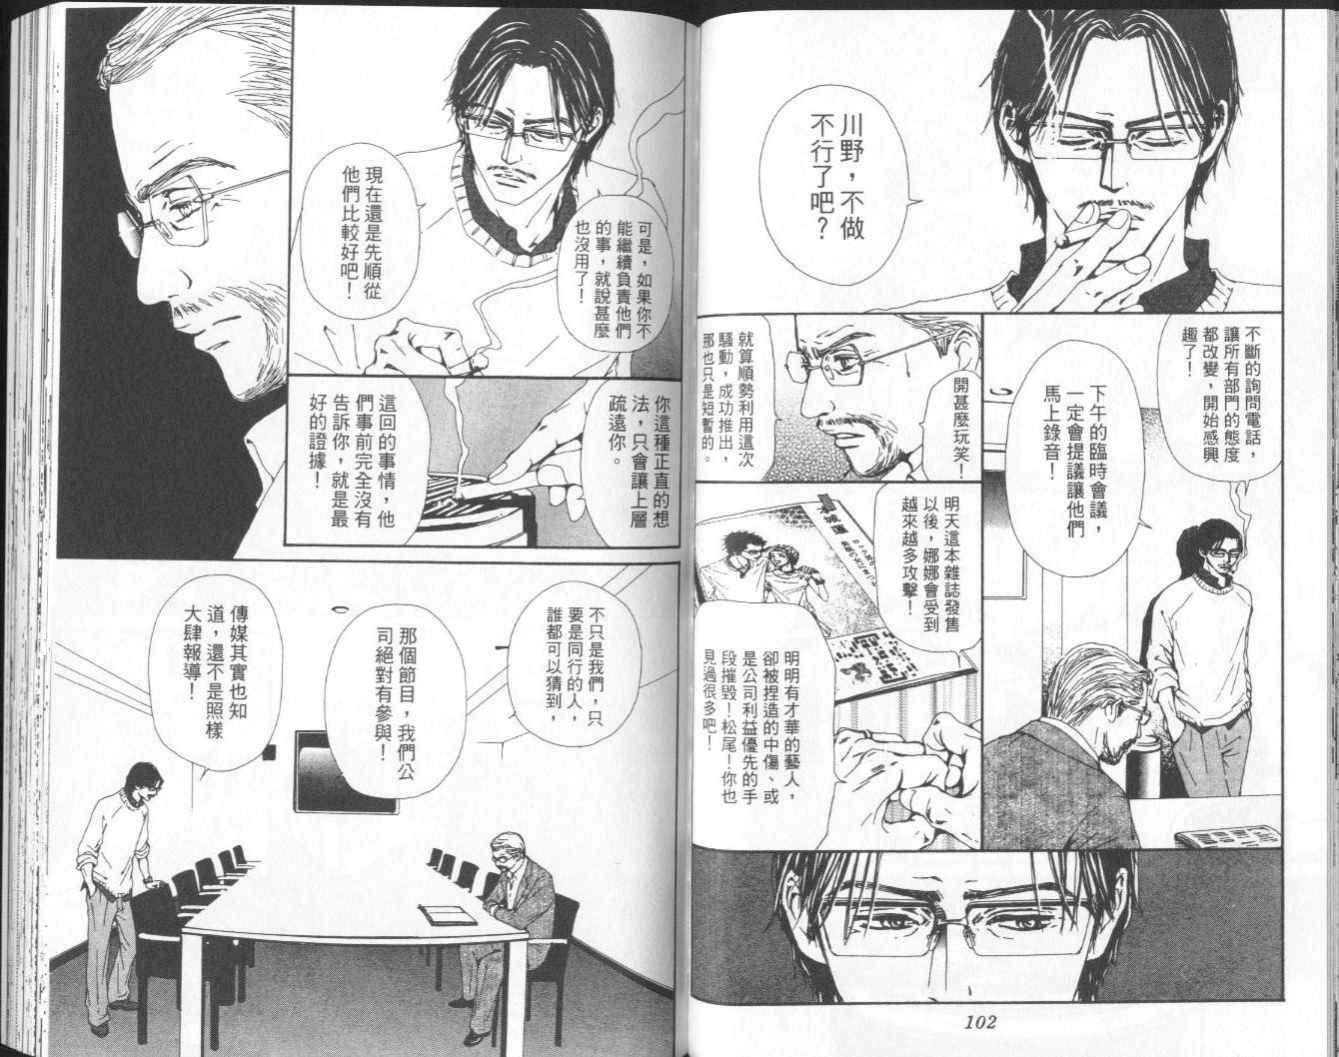 川野，不做
不行了吧？
不斷的詢問電話，
讓所有部門的態度
都改變，開始感興
趣了！
下午的臨時會議，
一定會提議讓他們
馬上錄音！
開甚麼玩笑！
就算順勢利用這次
騷動，成功推出，
那也只是短暫的。
明天這本雜誌發售
以後，娜娜會受到
越來越多攻擊！
明明有才華的藝人，
卻被捏造的中傷、或
是公司利益優先的手
段摧毀！松尾！你也
見過很多吧！
102
可是，如果你不
能繼續負責他們
的事，就說甚麼
也沒用了！
現在還是先順從
他們比較好吧！
你這種正直的想
法，只會讓上層
疏遠你。
這回的事情，他
們事前完全沒有
告訴你，就是最
好的證據！
不只是我們，只
要是同行的人，
誰都可以猜到，
那個節目，我們公
司絕對有參與！
傳媒其實也知
道，還不是照樣
大肆報導！